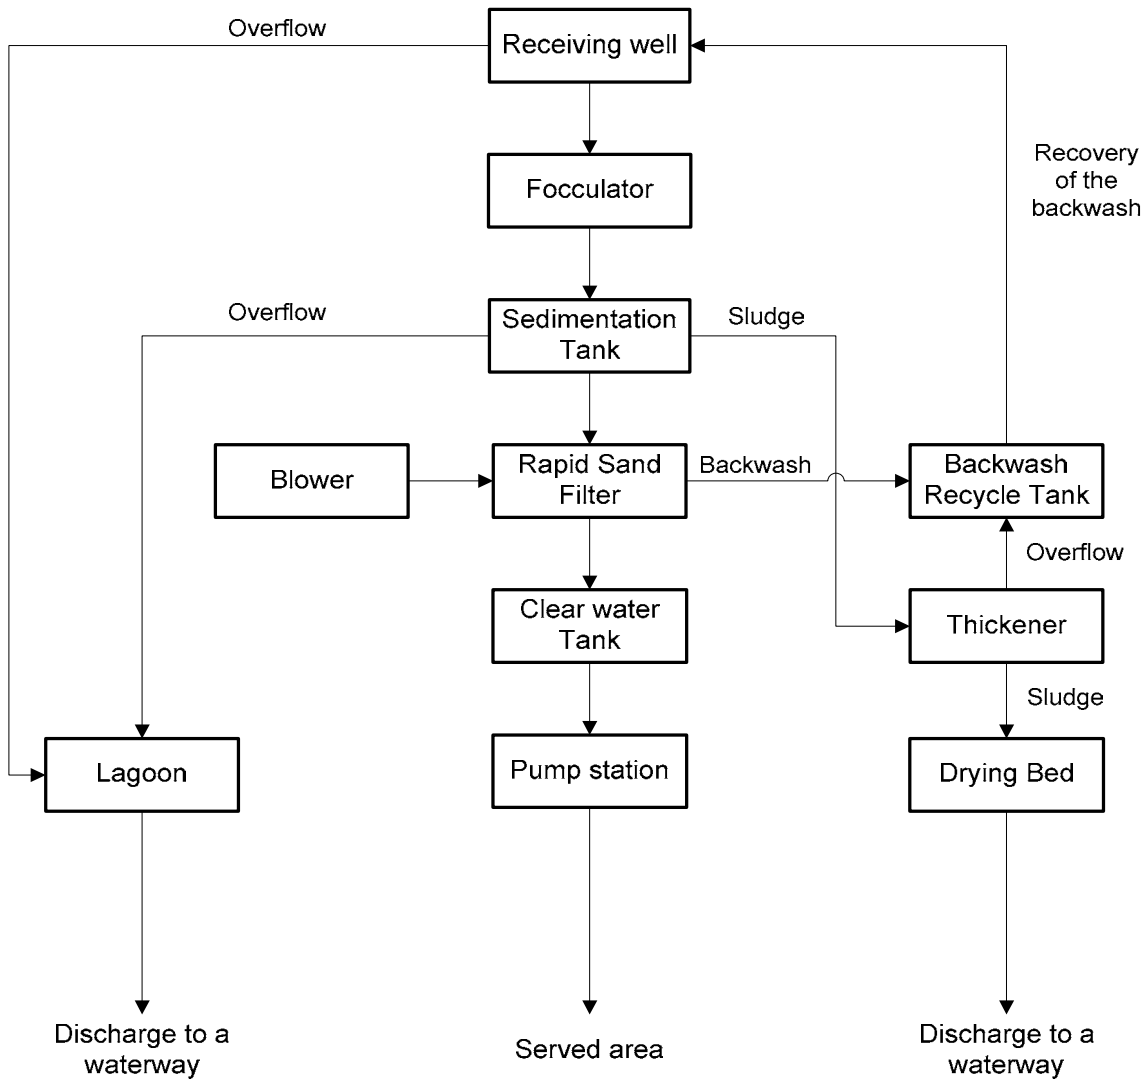 Overflow
Receiving well
Recovery
of the
backwash
Focculator
Overflow
Sedimentation
Tank
Sludge
Blower
Rapid Sand
Filter
Backwash
Backwash
Recycle Tank
Overflow
Clear water
Tank
Thickener
Sludge
Lagoon
Pump station
Drying Bed
Discharge to a
waterway
Served area
Discharge to a
waterway